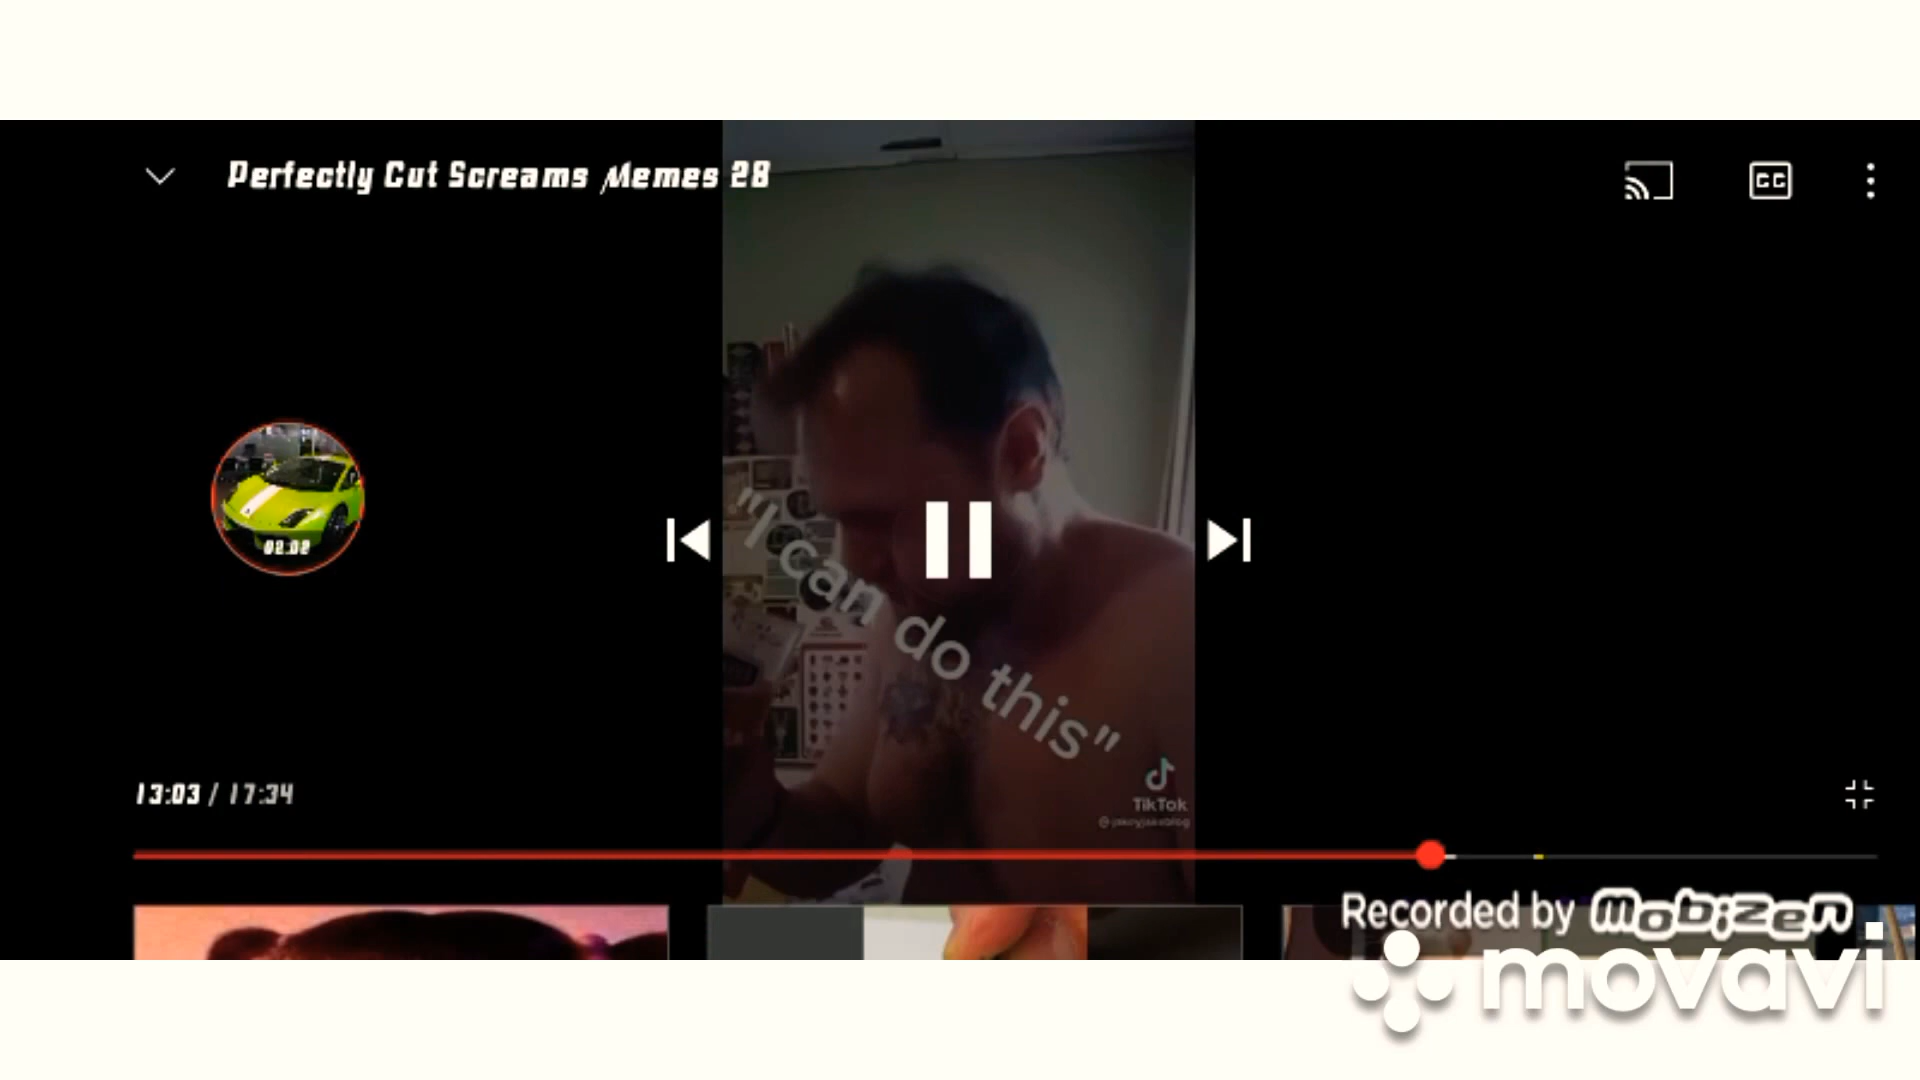 Perfectly Cut Screams Memes 28
CC
02:02
"I can do this"
TikTok
13:03 / 17:34
Recorded by Mobizen
movavi